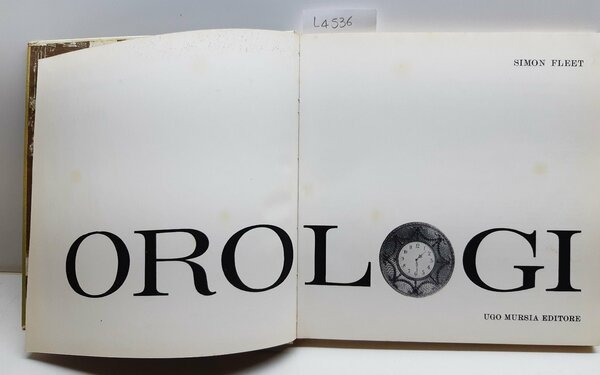 L4536
SIMON FLEET
OROLOGI
UGO MURSIA EDITORE